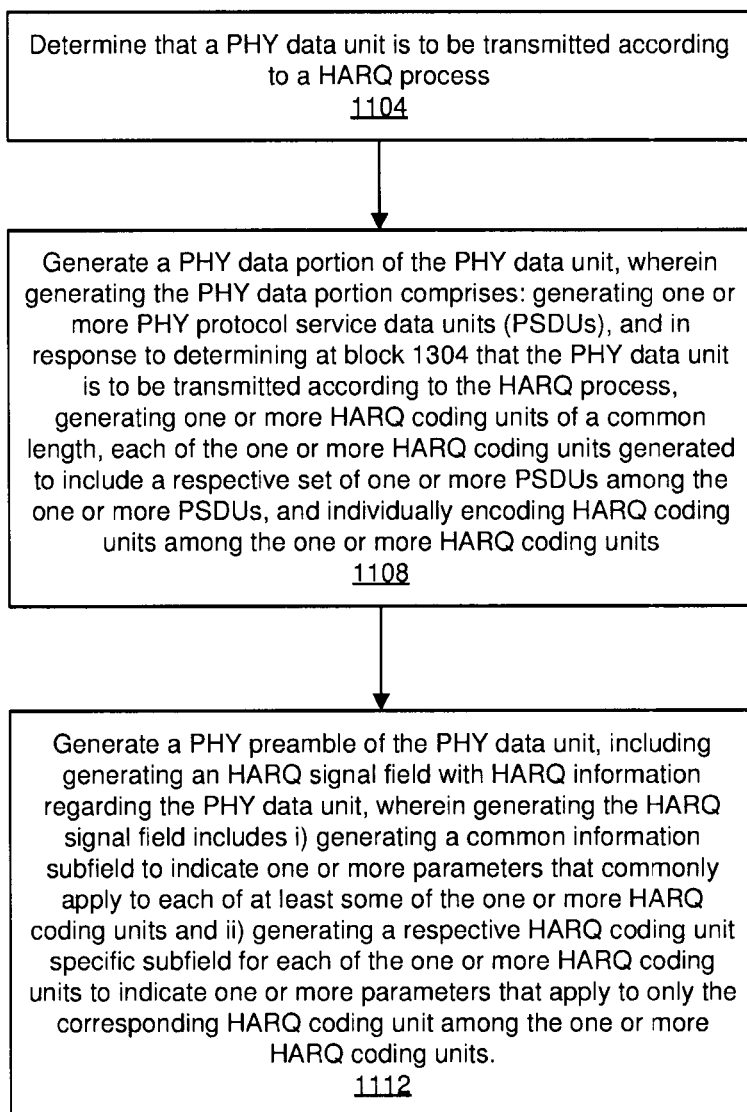 Determine that a PHY data unit is to be transmitted according
to a HARQ process
1104
Generate a PHY data portion of the PHY data unit, wherein
generating the PHY data portion comprises: generating one or
more PHY protocol service data units (PSDUs), and in
response to determining at block 1304 that the PHY data unit
is to be transmitted according to the HARQ process,
generating one or more HARQ coding units of a common
length, each of the one or more HARQ coding units generated
to include a respective set of one or more PSDUs among the
one or more PSDUs, and individually encoding HARQ coding
units among the one or more HARQ coding units
1108
Generate a PHY preamble of the PHY data unit, including
generating an HARQ signal field with HARQ information
regarding the PHY data unit, wherein generating the HARQ
signal field includes i) generating a common information
subfield to indicate one or more parameters that commonly
apply to each of at least some of the one or more HARQ
coding units and ii) generating a respective HARQ coding unit
specific subfield for each of the one or more HARQ coding
units to indicate one or more parameters that apply to only the
corresponding HARQ coding unit among the one or more
HARQ coding units.
1112